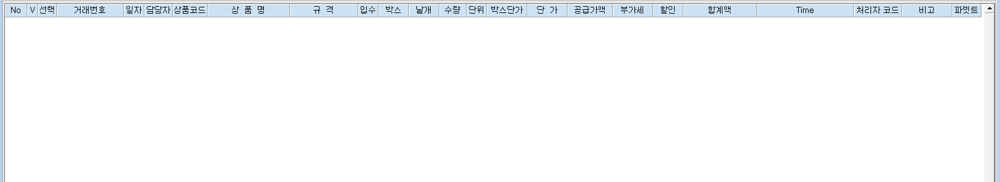 No V 선택 거래번호 일자 담당자 상품코드 상 품 명 규 격 입수 박스 낱개 수량 단위 박스단가 단 가 공급가액 부가세 할인 합계액 Time 처리자 코드 비고 파렛트